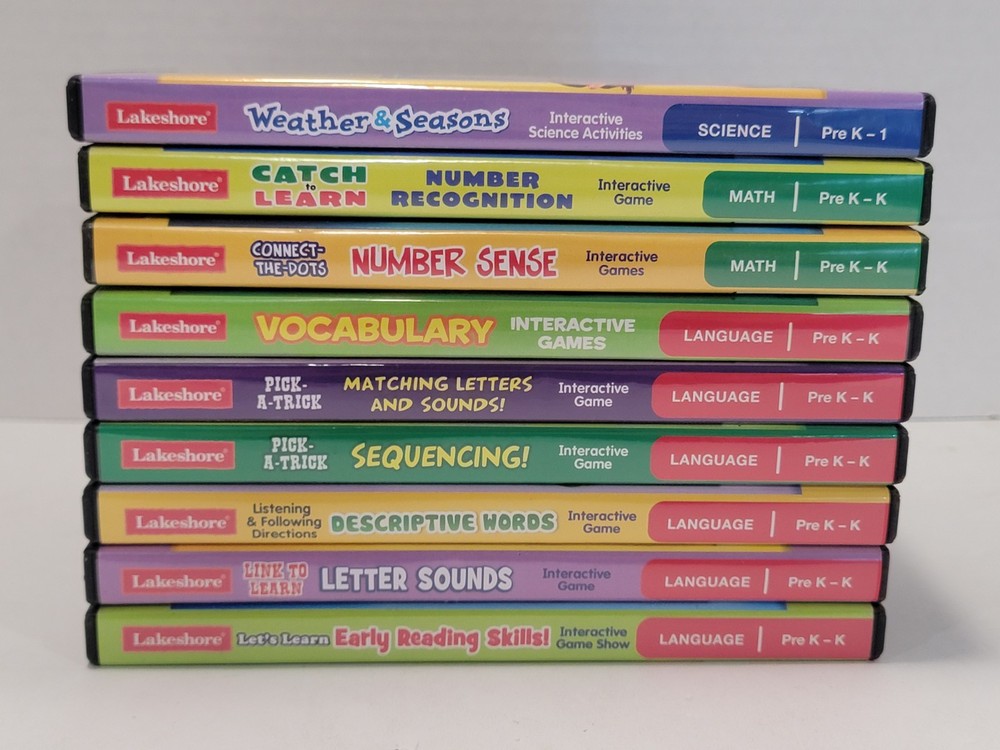 Lakeshore® Weather & Seasons Interactive Science Activities SCIENCE | Pre K – 1
Lakeshore® CATCH to LEARN NUMBER RECOGNITION Interactive Game MATH | Pre K – K
Lakeshore® CONNECT-THE-DOTS NUMBER SENSE Interactive Games MATH | Pre K – K
Lakeshore® VOCABULARY INTERACTIVE GAMES LANGUAGE | Pre K – K
Lakeshore® PICK-A-TRICK MATCHING LETTERS AND SOUNDS! Interactive Game LANGUAGE | Pre K – K
Lakeshore® PICK-A-TRICK SEQUENCING! Interactive Game LANGUAGE | Pre K – K
Lakeshore® Listening & Following Directions DESCRIPTIVE WORDS Interactive Game LANGUAGE | Pre K – K
Lakeshore® LINK TO LEARN LETTER SOUNDS Interactive Game LANGUAGE | Pre K – K
Lakeshore® Let's Learn Early Reading Skills! Interactive Game Show LANGUAGE | Pre K – K